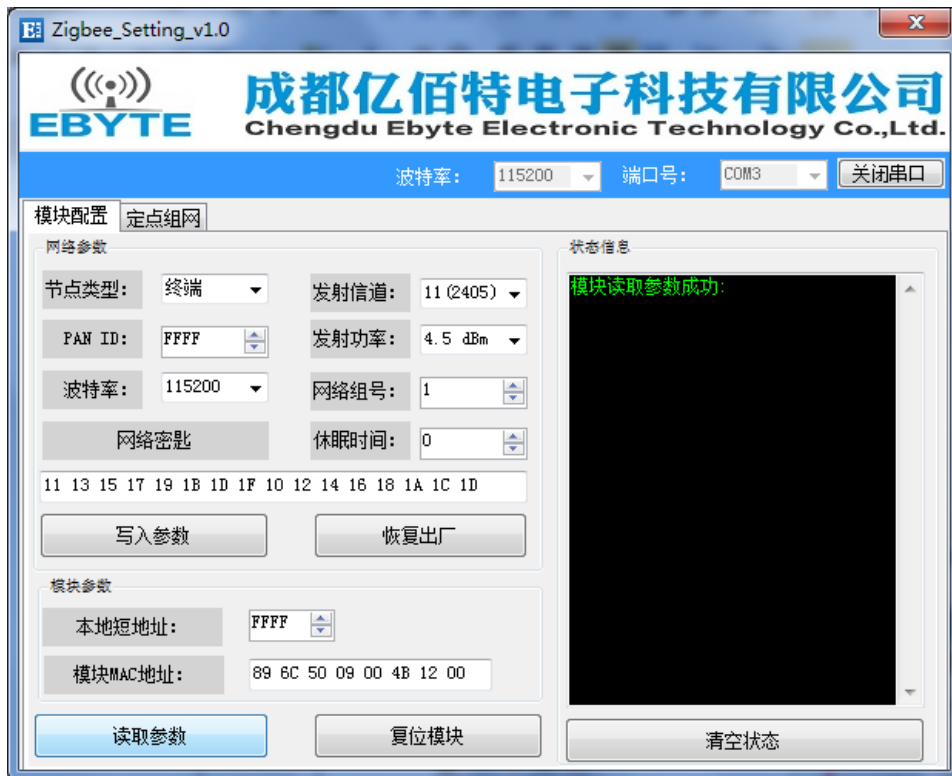 Zigbee_Setting_v1.0
EBYTE
成都亿佰特电子科技有限公司
Chengdu Ebyte Electronic Technology Co.,Ltd.
波特率: 115200 端口号: COM3 关闭串口
模块配置 定点组网
网络参数
节点类型: 终端 发射信道: 11(2405)
PAN ID: FFFF 发射功率: 4.5 dBm
波特率: 115200 网络组号: 1
网络密匙 休眠时间: 0
11 13 15 17 19 1B 1D 1F 10 12 14 16 18 1A 1C 1D
写入参数 恢复出厂
模块参数
本地短地址: FFFF
模块MAC地址: 89 6C 50 09 00 4B 12 00
读取参数 复位模块
状态信息
模块读取参数成功:
清空状态